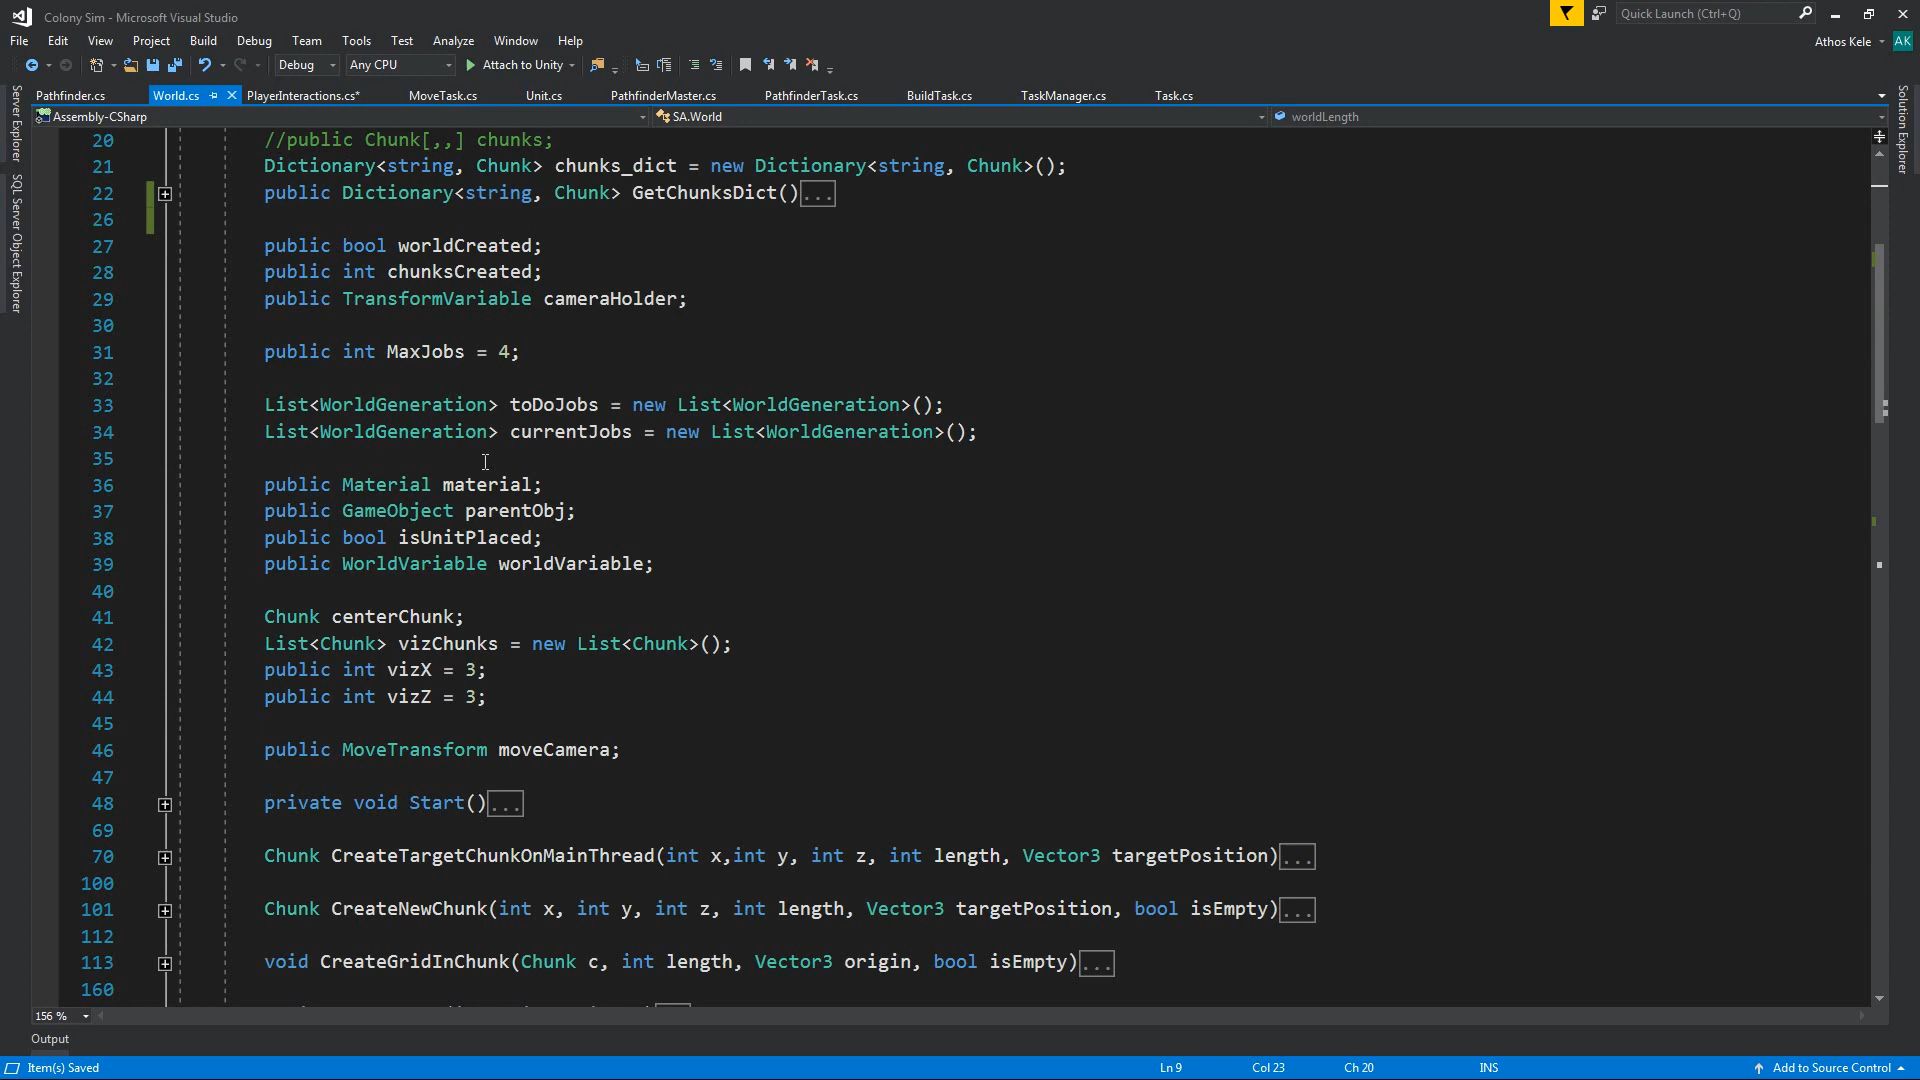 Colony Sim - Microsoft Visual Studio
Quick Launch (Ctrl+Q)
File Edit View Project Build Debug Team Tools Test Analyze Window Help
Athos Kele AK
Debug Any CPU Attach to Unity
Pathfinder.cs World.cs PlayerInteractions.cs* MoveTask.cs Unit.cs PathfinderMaster.cs PathfinderTask.cs BuildTask.cs TaskManager.cs Task.cs
Assembly-CSharp SA.World worldLength
Server Explorer
SQL Server Object Explorer
Solution Explorer
20 //public Chunk[,,] chunks;
21 Dictionary<string, Chunk> chunks_dict = new Dictionary<string, Chunk>();
22 public Dictionary<string, Chunk> GetChunksDict()...
26
27 public bool worldCreated;
28 public int chunksCreated;
29 public TransformVariable cameraHolder;
30
31 public int MaxJobs = 4;
32
33 List<WorldGeneration> toDoJobs = new List<WorldGeneration>();
34 List<WorldGeneration> currentJobs = new List<WorldGeneration>();
35
36 public Material material;
37 public GameObject parentObj;
38 public bool isUnitPlaced;
39 public WorldVariable worldVariable;
40
41 Chunk centerChunk;
42 List<Chunk> vizChunks = new List<Chunk>();
43 public int vizX = 3;
44 public int vizZ = 3;
45
46 public MoveTransform moveCamera;
47
48 private void Start()...
69
70 Chunk CreateTargetChunkOnMainThread(int x,int y, int z, int length, Vector3 targetPosition)...
100
101 Chunk CreateNewChunk(int x, int y, int z, int length, Vector3 targetPosition, bool isEmpty)...
112
113 void CreateGridInChunk(Chunk c, int length, Vector3 origin, bool isEmpty)...
160
156 %
Output
Item(s) Saved Ln 9 Col 23 Ch 20 INS Add to Source Control